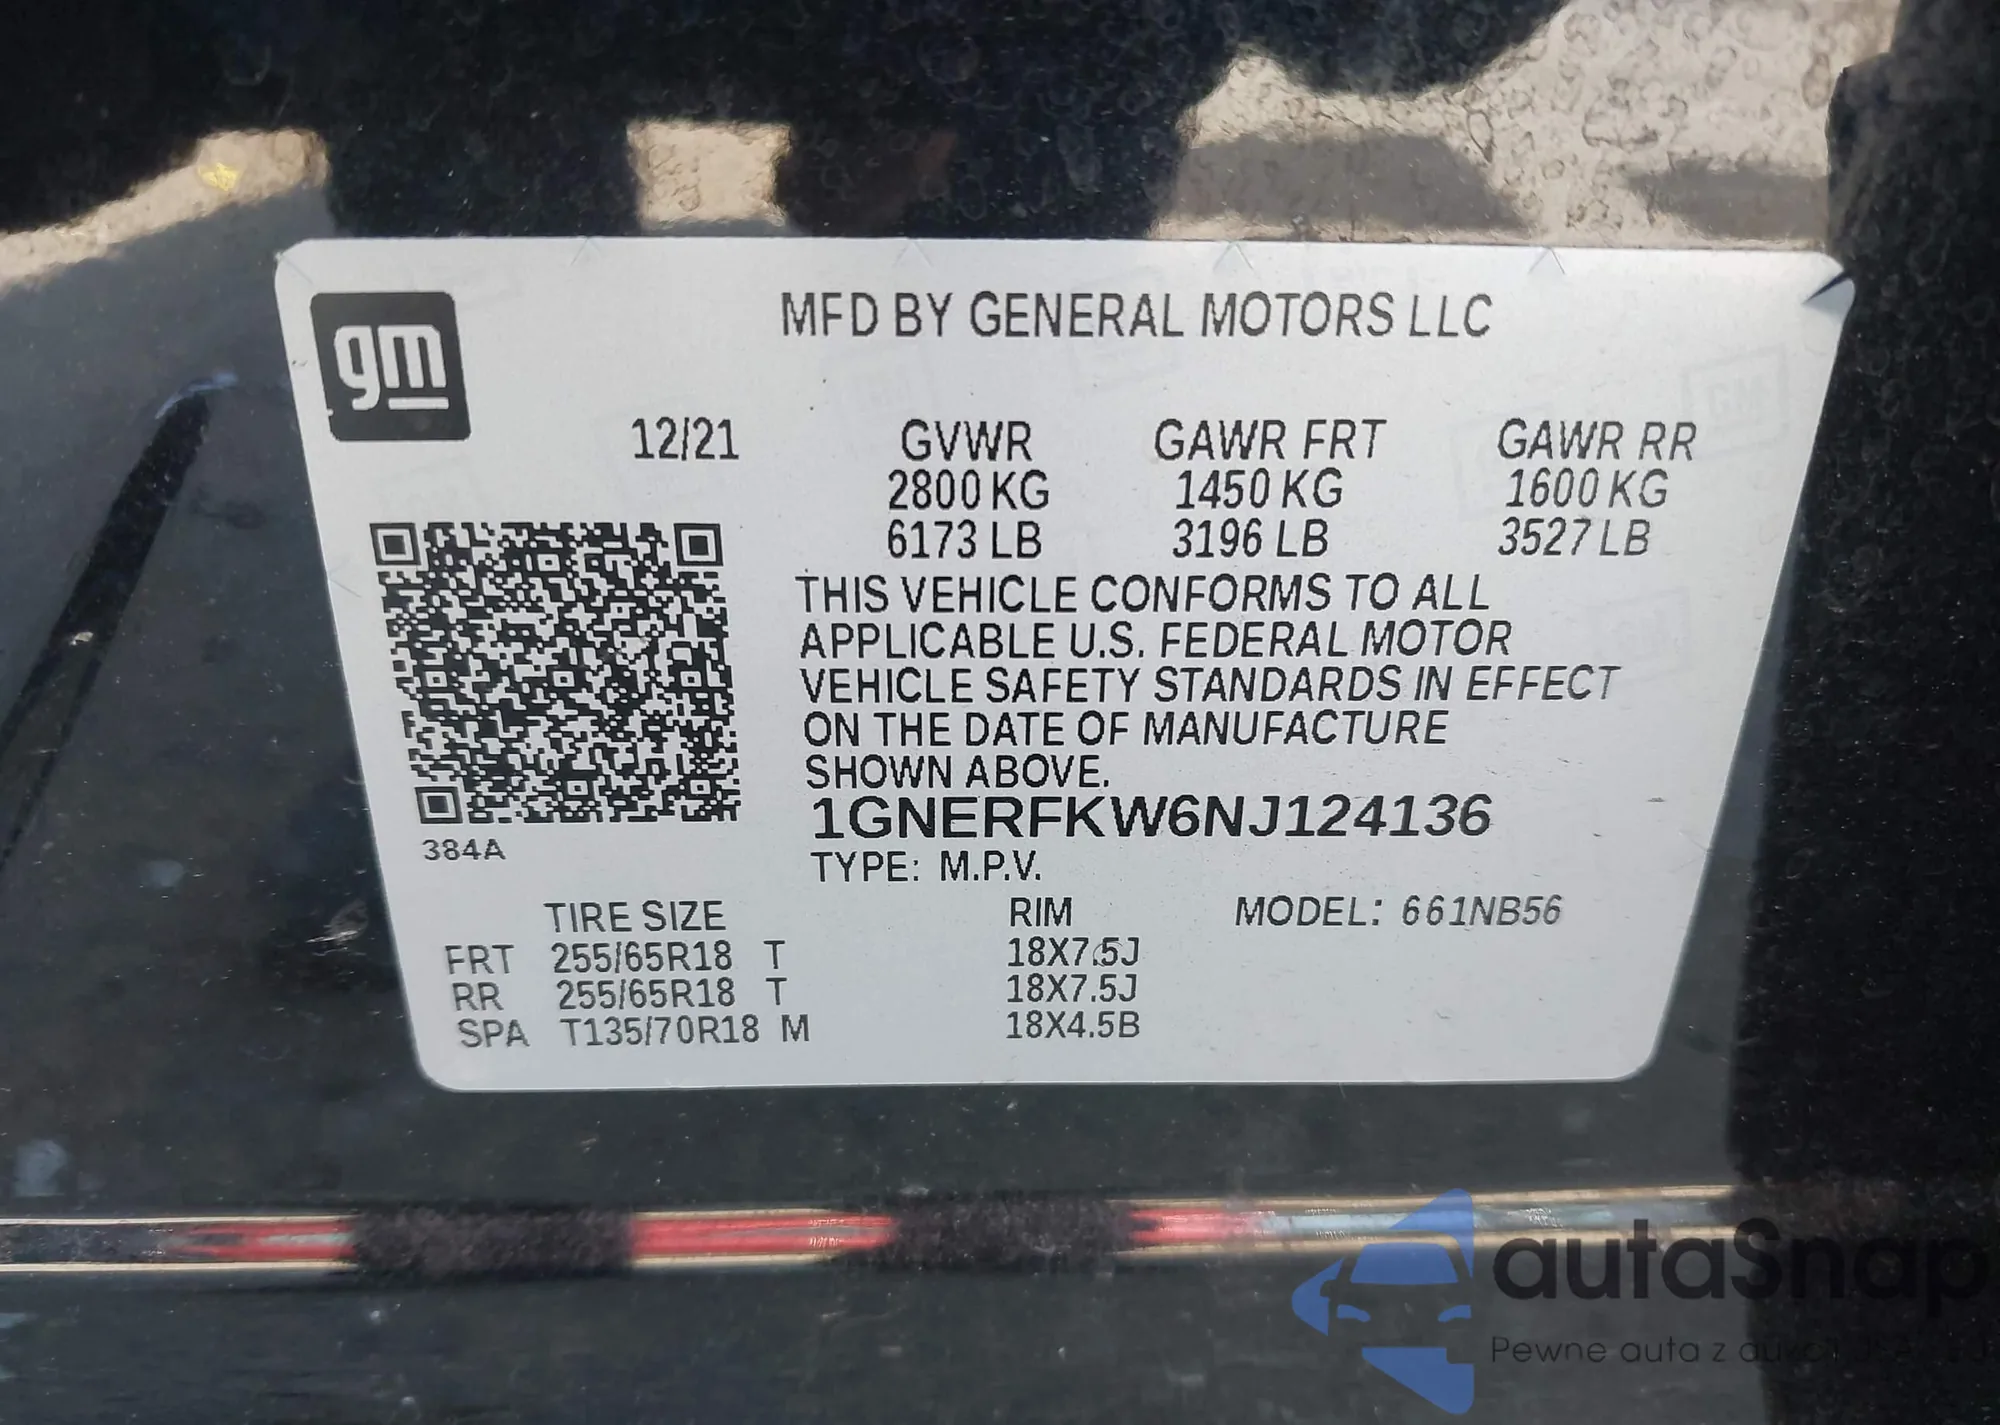 gm
MFD BY GENERAL MOTORS LLC
12/21 GVWR GAWR FRT GAWR RR
2800 KG 1450 KG 1600 KG
6173 LB 3196 LB 3527 LB
THIS VEHICLE CONFORMS TO ALL
APPLICABLE U.S. FEDERAL MOTOR
VEHICLE SAFETY STANDARDS IN EFFECT
ON THE DATE OF MANUFACTURE
SHOWN ABOVE.
1GNERFKW6NJ124136
384A
TYPE: M.P.V.
TIRE SIZE RIM MODEL: 661NB56
FRT 255/65R18 T 18X7.5J
RR 255/65R18 T 18X7.5J
SPA T135/70R18 M 18X4.5B
autaSnap
Pewne auta z